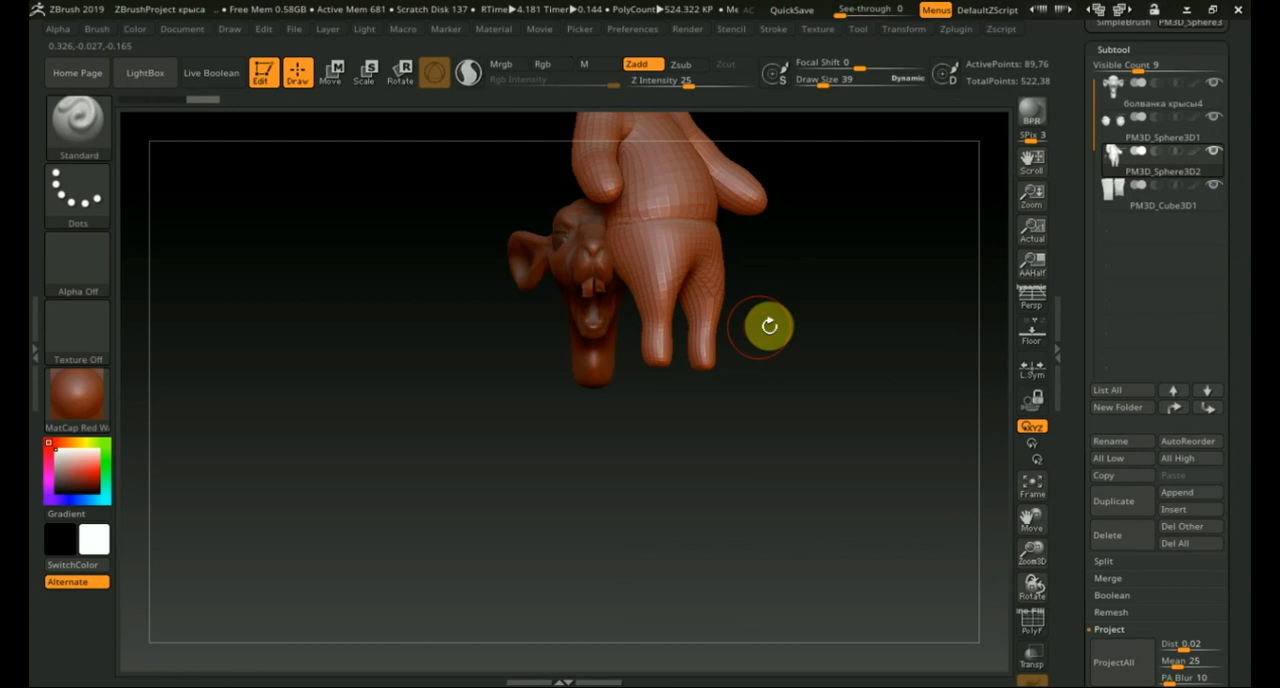 ZBrush 2019 ZBrushProject крыса .. • Free Mem 0.58GB • Active Mem 681 • Scratch Disk 137 • RTime▶4.181 Timer▶0.144 • PolyCount▶524.322 KP • Me AC QuickSave See-through 0 Menus DefaultZScript
SimpleBrush PM3D_Sphere3
Alpha Brush Color Document Draw Edit File Gradient Layer Light Macro Marker Material Movie Picker Preferences Render Stencil Stroke Texture Tool Transform Zplugin Zscript
0.326,-0.027,-0.165
Home Page LightBox Live Boolean Edit Draw Move Scale Rotate
Mrgb Rgb M Zadd Zsub Cut
Rgb Intensity Z Intensity 25
Focal Shift 0
Draw Size 39 Dynamic
S D
ActivePoints: 89,76
TotalPoints: 522,38
Standard
Dots
Alpha Off
Texture Off
MatCap Red W
Gradient
SwitchColor
Alternate
BPR
SPix 3
Scroll
Zoom
Actual
AAHalf
Dynamic
Persp
Floor
L.Sym
XYZ
Frame
Move
Zoom3D
Rotate
Line Fill
PolyF
Transp
Subtool
Visible Count 9
болванка крысы4
PM3D_Sphere3D1
PM3D_Sphere3D2
PM3D_Cube3D1
List All
New Folder
Rename AutoReorder
All Low All High
Copy Paste
Duplicate Append
Insert
Delete Del Other
Del All
Split
Merge
Boolean
Remesh
Project
ProjectAll Dist 0.02
Mean 25
PA Blur 10